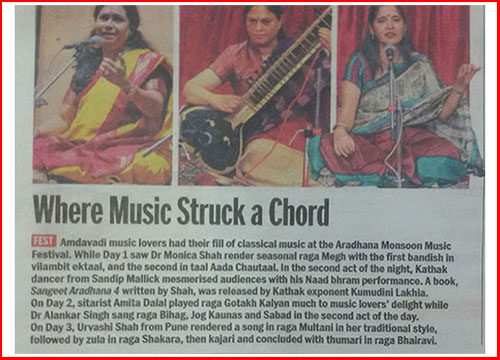 Where Music Struck a Chord
FEST Amdavadi music lovers had their fill of classical music at the Aradhana Monsoon Music
Festival. While Day 1 saw Dr Monica Shah render seasonal raga Megh with the first bandish in
vilambit ektaal, and the second in taal Aada Chautaal. In the second act of the night, Kathak
dancer from Sandip Mallick mesmerised audiences with his Naad bhram performance. A book,
Sangeet Aradhana 4 written by Shah, was released by Kathak exponent Kumudini Lakhia.
On Day 2, sitarist Amita Dalal played raga Gotakh Kalyan much to music lovers' delight while
Dr Alankar Singh sang raga Bihag, Jog Kaunas and Sabad in the second act of the day.
On Day 3, Urvashi Shah from Pune rendered a song in raga Multani in her traditional style,
followed by zula in raga Shakara, then kajari and concluded with thumari in raga Bhairavi.